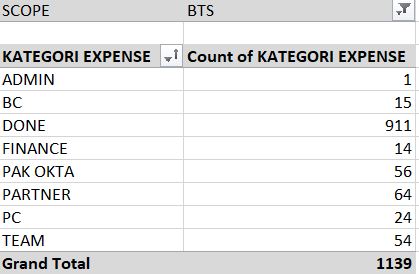 SCOPE BTS
KATEGORI EXPENSE Count of KATEGORI EXPENSE
ADMIN 1
BC 15
DONE 911
FINANCE 14
PAK OKTA 56
PARTNER 64
PC 24
TEAM 54
Grand Total 1139